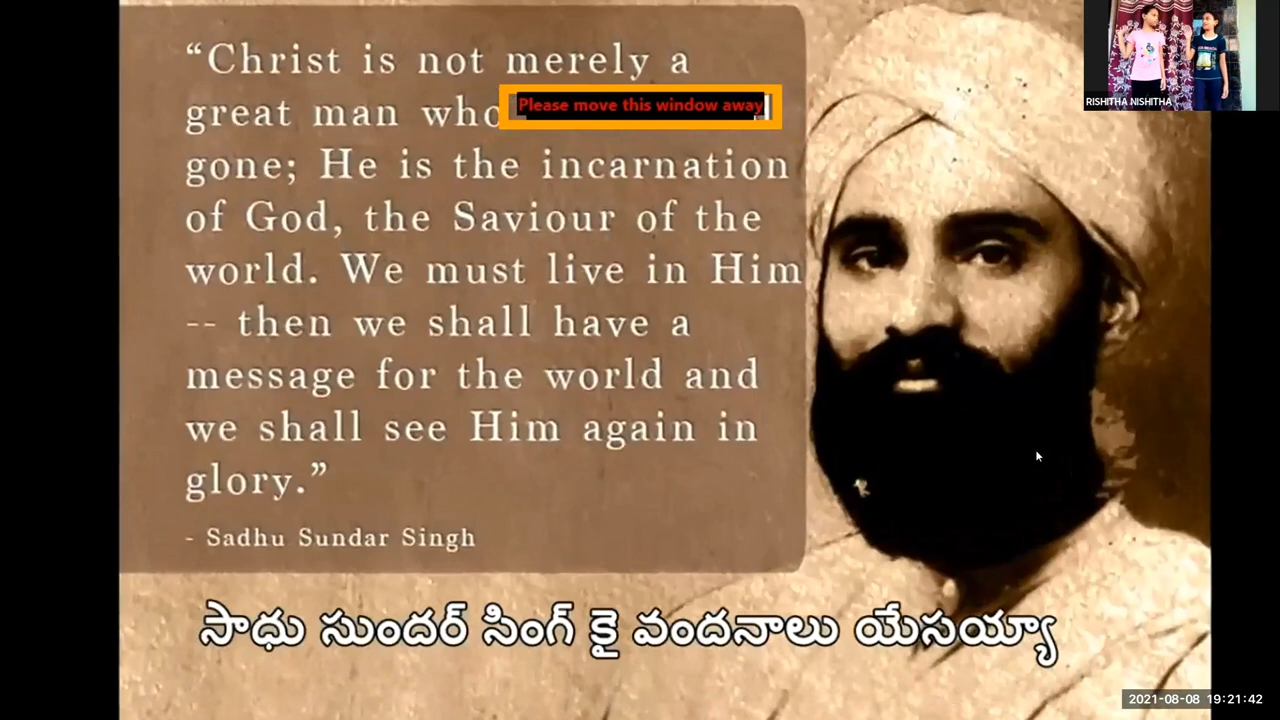 “Christ is not merely a
great man who
Please move this window away
gone; He is the incarnation
of God, the Saviour of the
world. We must live in Him
-- then we shall have a
message for the world and
we shall see Him again in
glory.”
- Sadhu Sundar Singh
సాధు సుందర్ సింగ్ కై వందనాలు యేసయ్యా
RISHITHA NISHITHA
2021-08-08 19:21:42